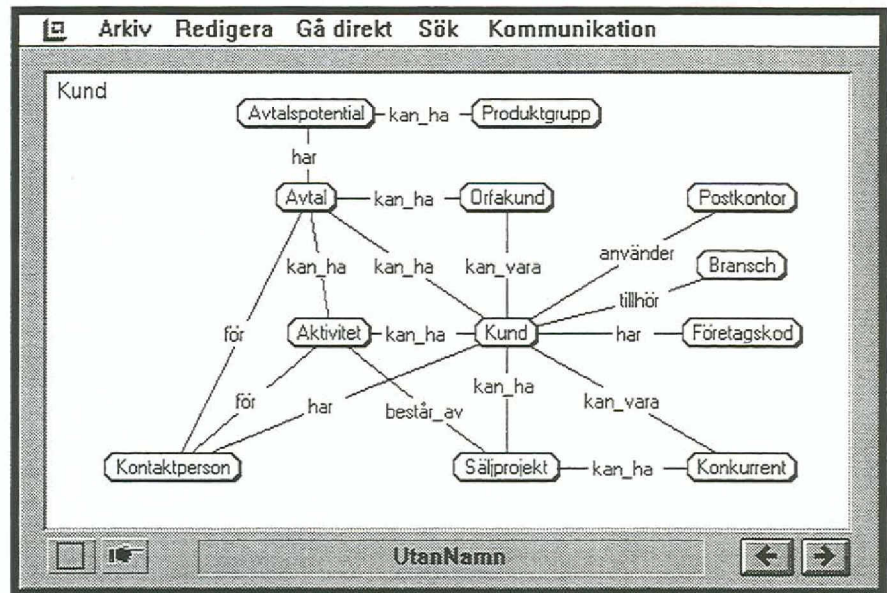 Arkiv Redigera Gå direkt Sök Kommunikation
Kund
Avtalspotential kan_ha Produktgrupp
har
Avtal kan_ha Orfakund Postkontor
använder
kan_ha kan_ha kan_vara Bransch
tillhör
för Aktivitet kan_ha Kund har Företagskod
kan_ha
för har består_av kan_vara
Kontaktperson Säljprojekt kan_ha Konkurrent
UtanNamn